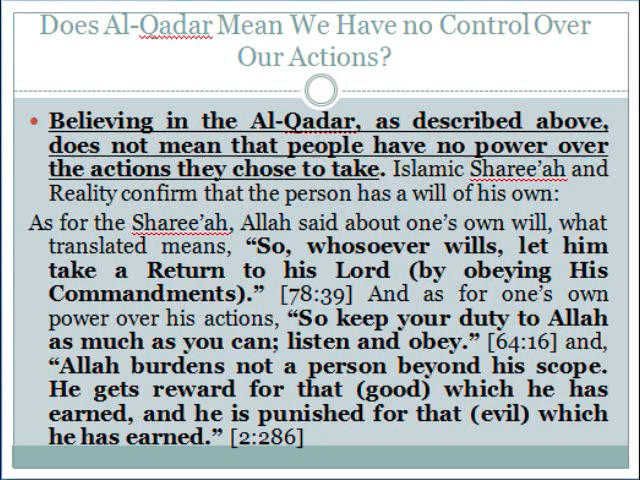 Does Al-Qadar Mean We Have no Control Over
Our Actions?
• Believing in the Al-Qadar, as described above,
does not mean that people have no power over
the actions they chose to take. Islamic Sharee'ah and
Reality confirm that the person has a will of his own:
As for the Sharee'ah, Allah said about one's own will, what
translated means, “So, whosoever wills, let him
take a Return to his Lord (by obeying His
Commandments).” [78:39] And as for one's own
power over his actions, “So keep your duty to Allah
as much as you can; listen and obey.” [64:16] and,
“Allah burdens not a person beyond his scope.
He gets reward for that (good) which he has
earned, and he is punished for that (evil) which
he has earned.” [2:286]